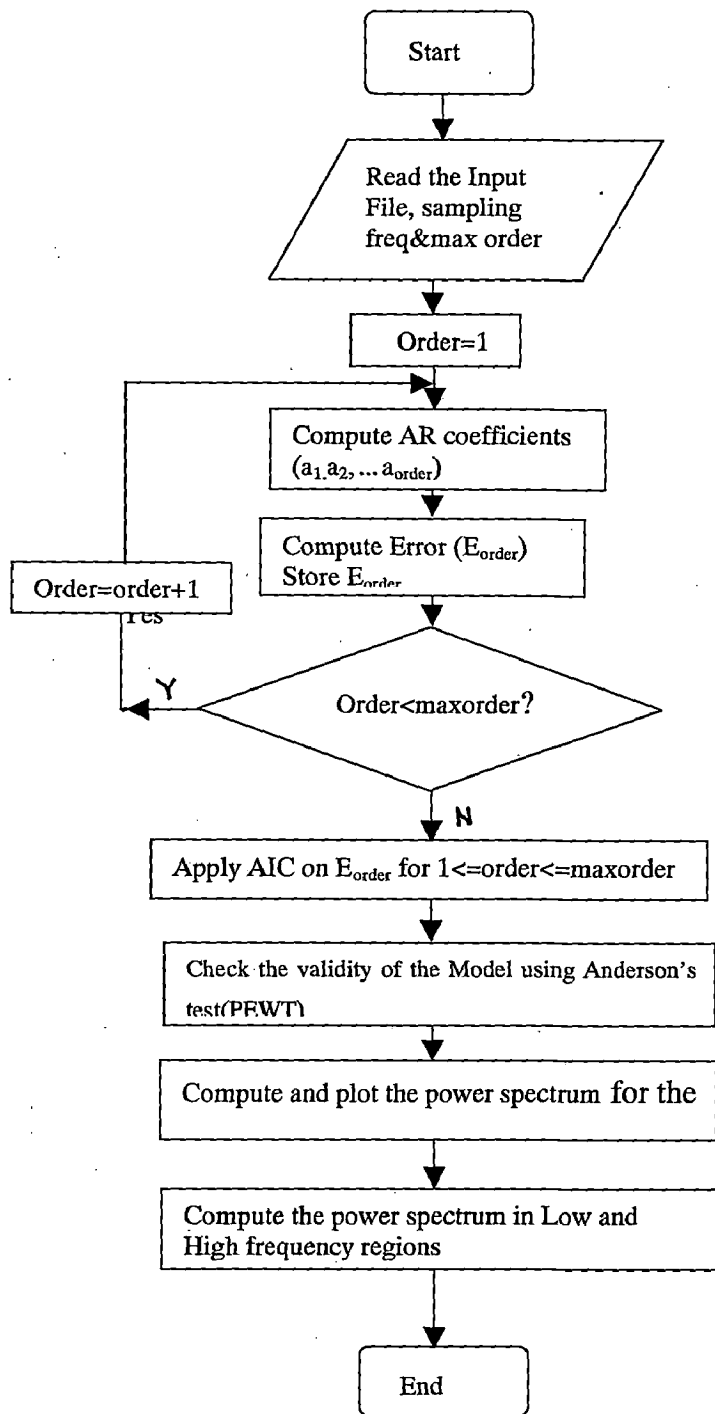 Start
Read the Input
File, sampling
freq&max order
Order=1
Compute AR coefficients
(a1,a2, ... aorder)
Compute Error (Eorder)
Store Eorder
Order=order+1
Yes
Y
Order<maxorder?
N
Apply AIC on Eorder for 1<=order<=maxorder
Check the validity of the Model using Anderson's
test(PEWT)
Compute and plot the power spectrum for the
Compute the power spectrum in Low and
High frequency regions
End